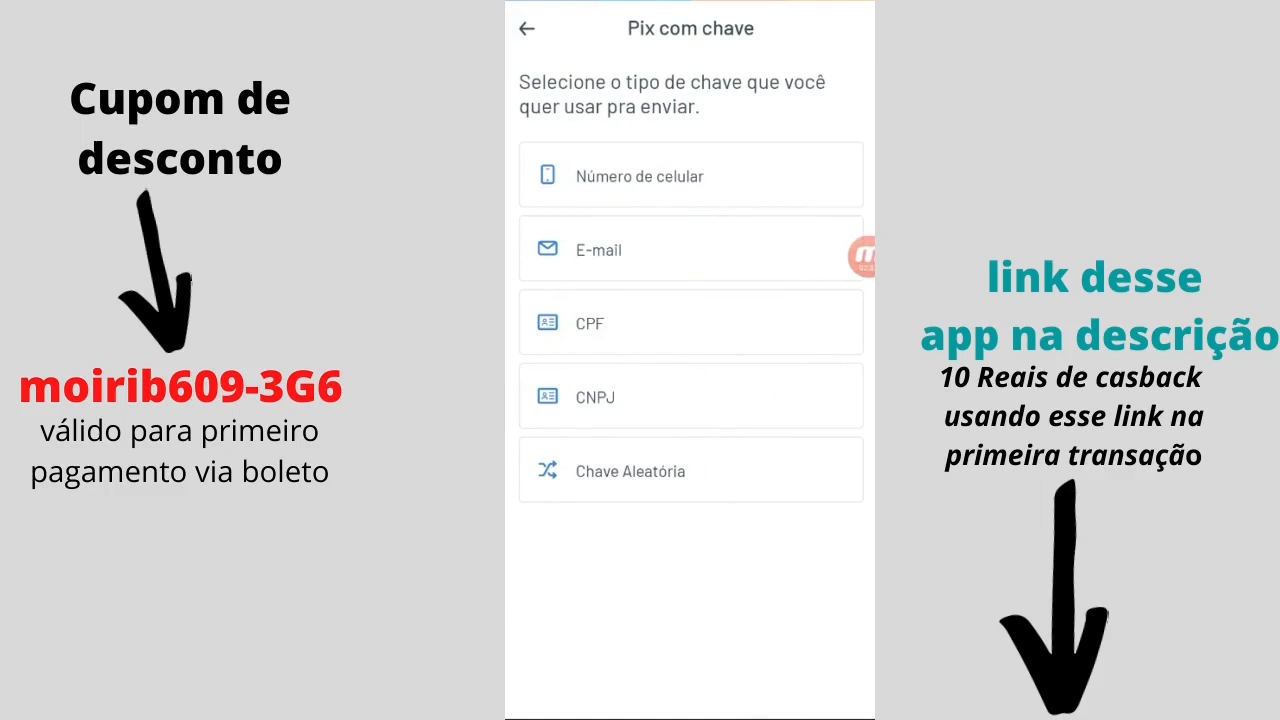 Cupom de
desconto
moirib609-3G6
válido para primeiro
pagamento via boleto
Pix com chave
Selecione o tipo de chave que você
quer usar pra enviar.
Número de celular
E-mail
CPF
CNPJ
Chave Aleatória
link desse
app na descrição
10 Reais de casback
usando esse link na
primeira transação